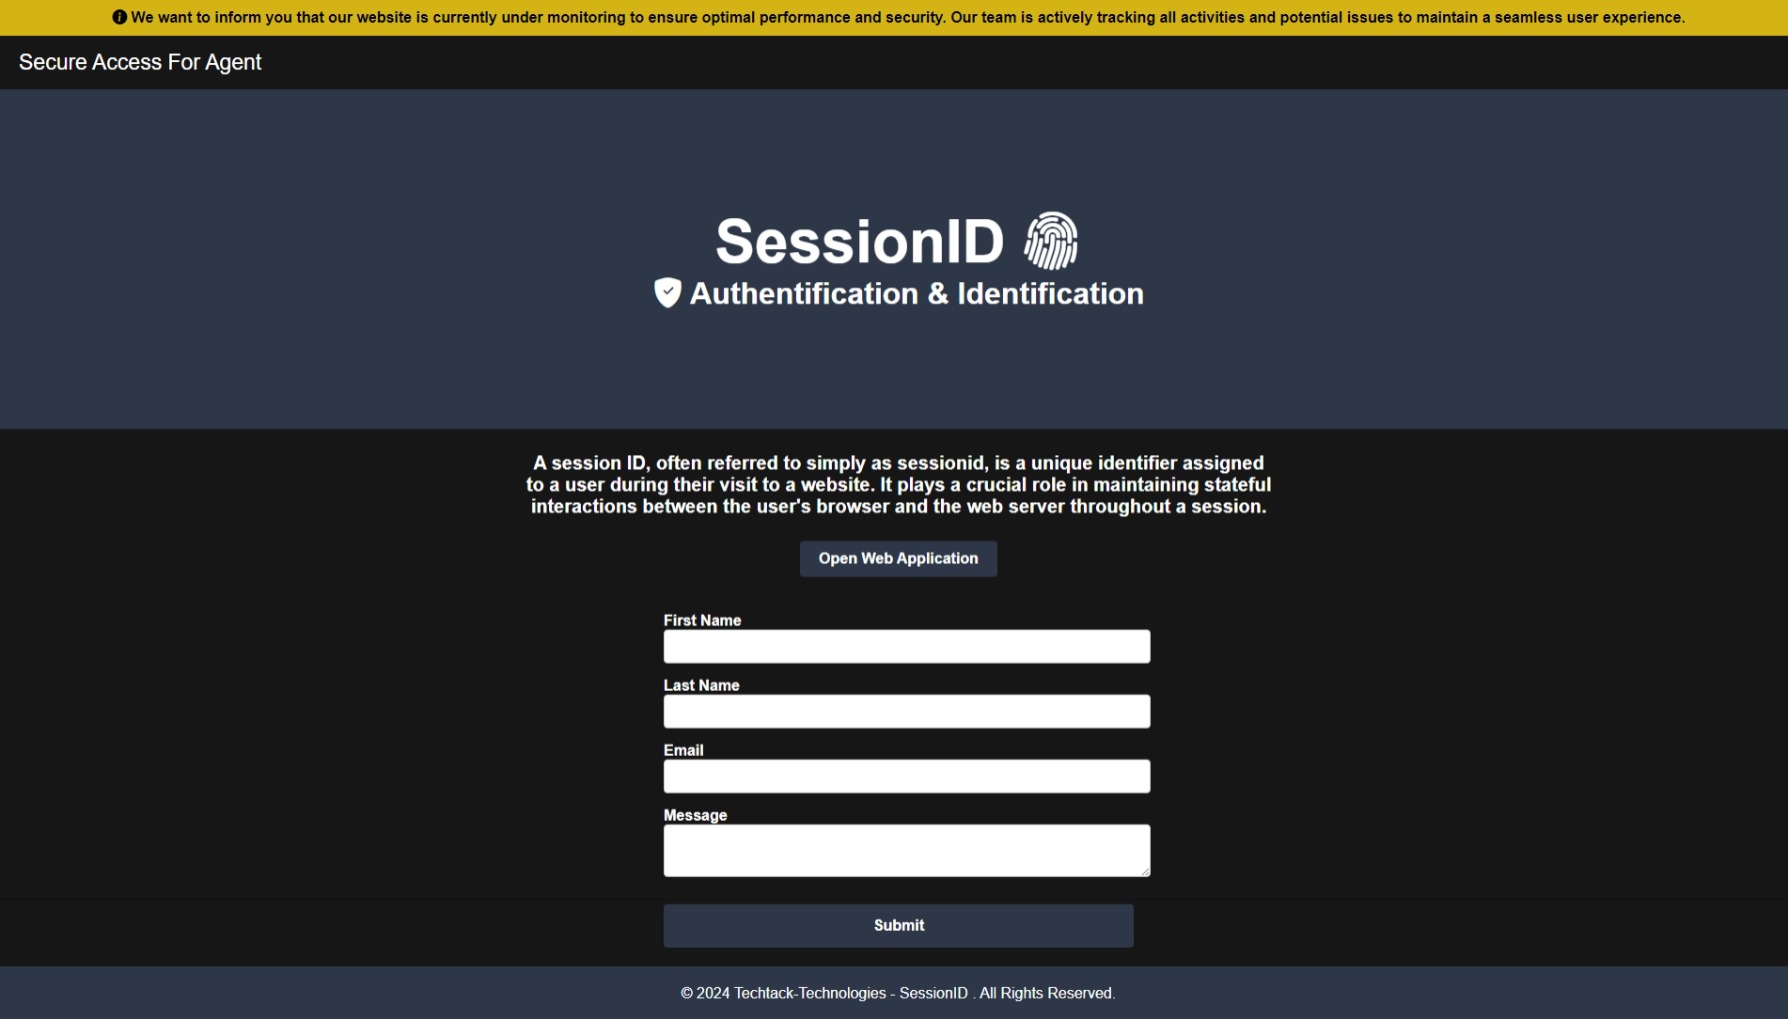 We want to inform you that our website is currently under monitoring to ensure optimal performance and security. Our team is actively tracking all activities and potential issues to maintain a seamless user experience.
Secure Access For Agent
SessionID
Authentification & Identification
A session ID, often referred to simply as sessionid, is a unique identifier assigned
to a user during their visit to a website. It plays a crucial role in maintaining stateful
interactions between the user's browser and the web server throughout a session.
Open Web Application
First Name
Last Name
Email
Message
Submit
© 2024 Techtack-Technologies - SessionID . All Rights Reserved.